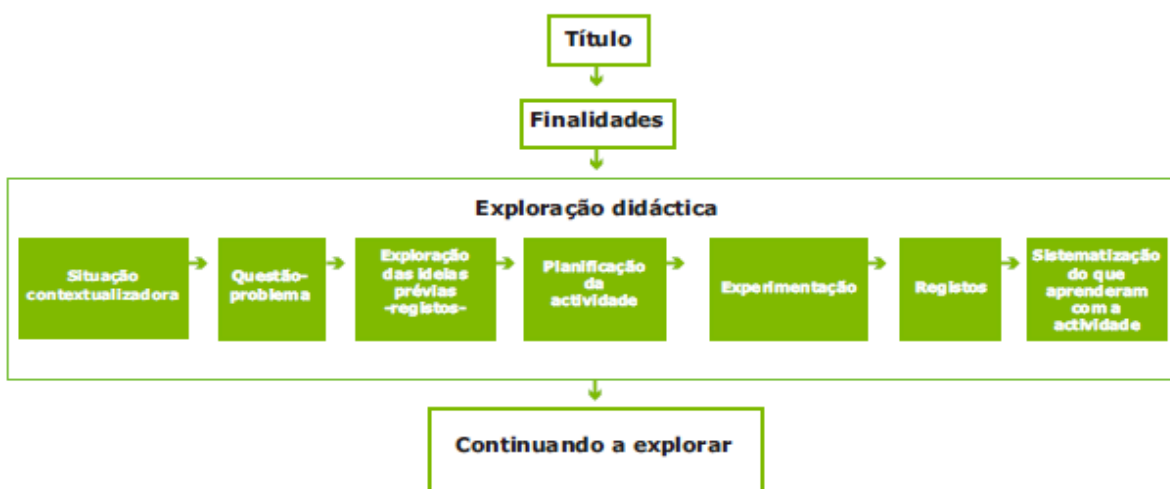 Título
Finalidades
Exploração didáctica
Situação
contextualizadora
Questão-
problema
Exploração
das ideias
prévias
-registos-
Planificação
da
actividade
Experimentação
Registos
Sistematização
do que
aprenderam
com a
actividade
Continuando a explorar